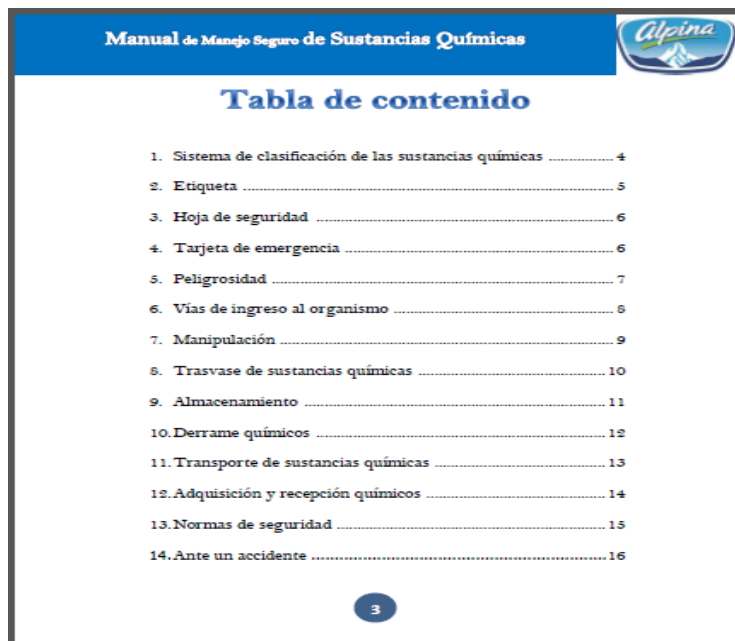 Manual de Manejo Seguro de Sustancias Químicas
alpina
Tabla de contenido
1. Sistema de clasificación de las sustancias químicas ................ 4
2. Etiqueta ................ 5
3. Hoja de seguridad ................ 6
4. Tarjeta de emergencia ................ 6
5. Peligrosidad ................ 7
6. Vías de ingreso al organismo ................ 8
7. Manipulación ................ 9
8. Trasvase de sustancias químicas ................ 10
9. Almacenamiento ................ 11
10. Derrame químicos ................ 12
11. Transporte de sustancias químicas ................ 13
12. Adquisición y recepción químicos ................ 14
13. Normas de seguridad ................ 15
14. Ante un accidente ................ 16
3